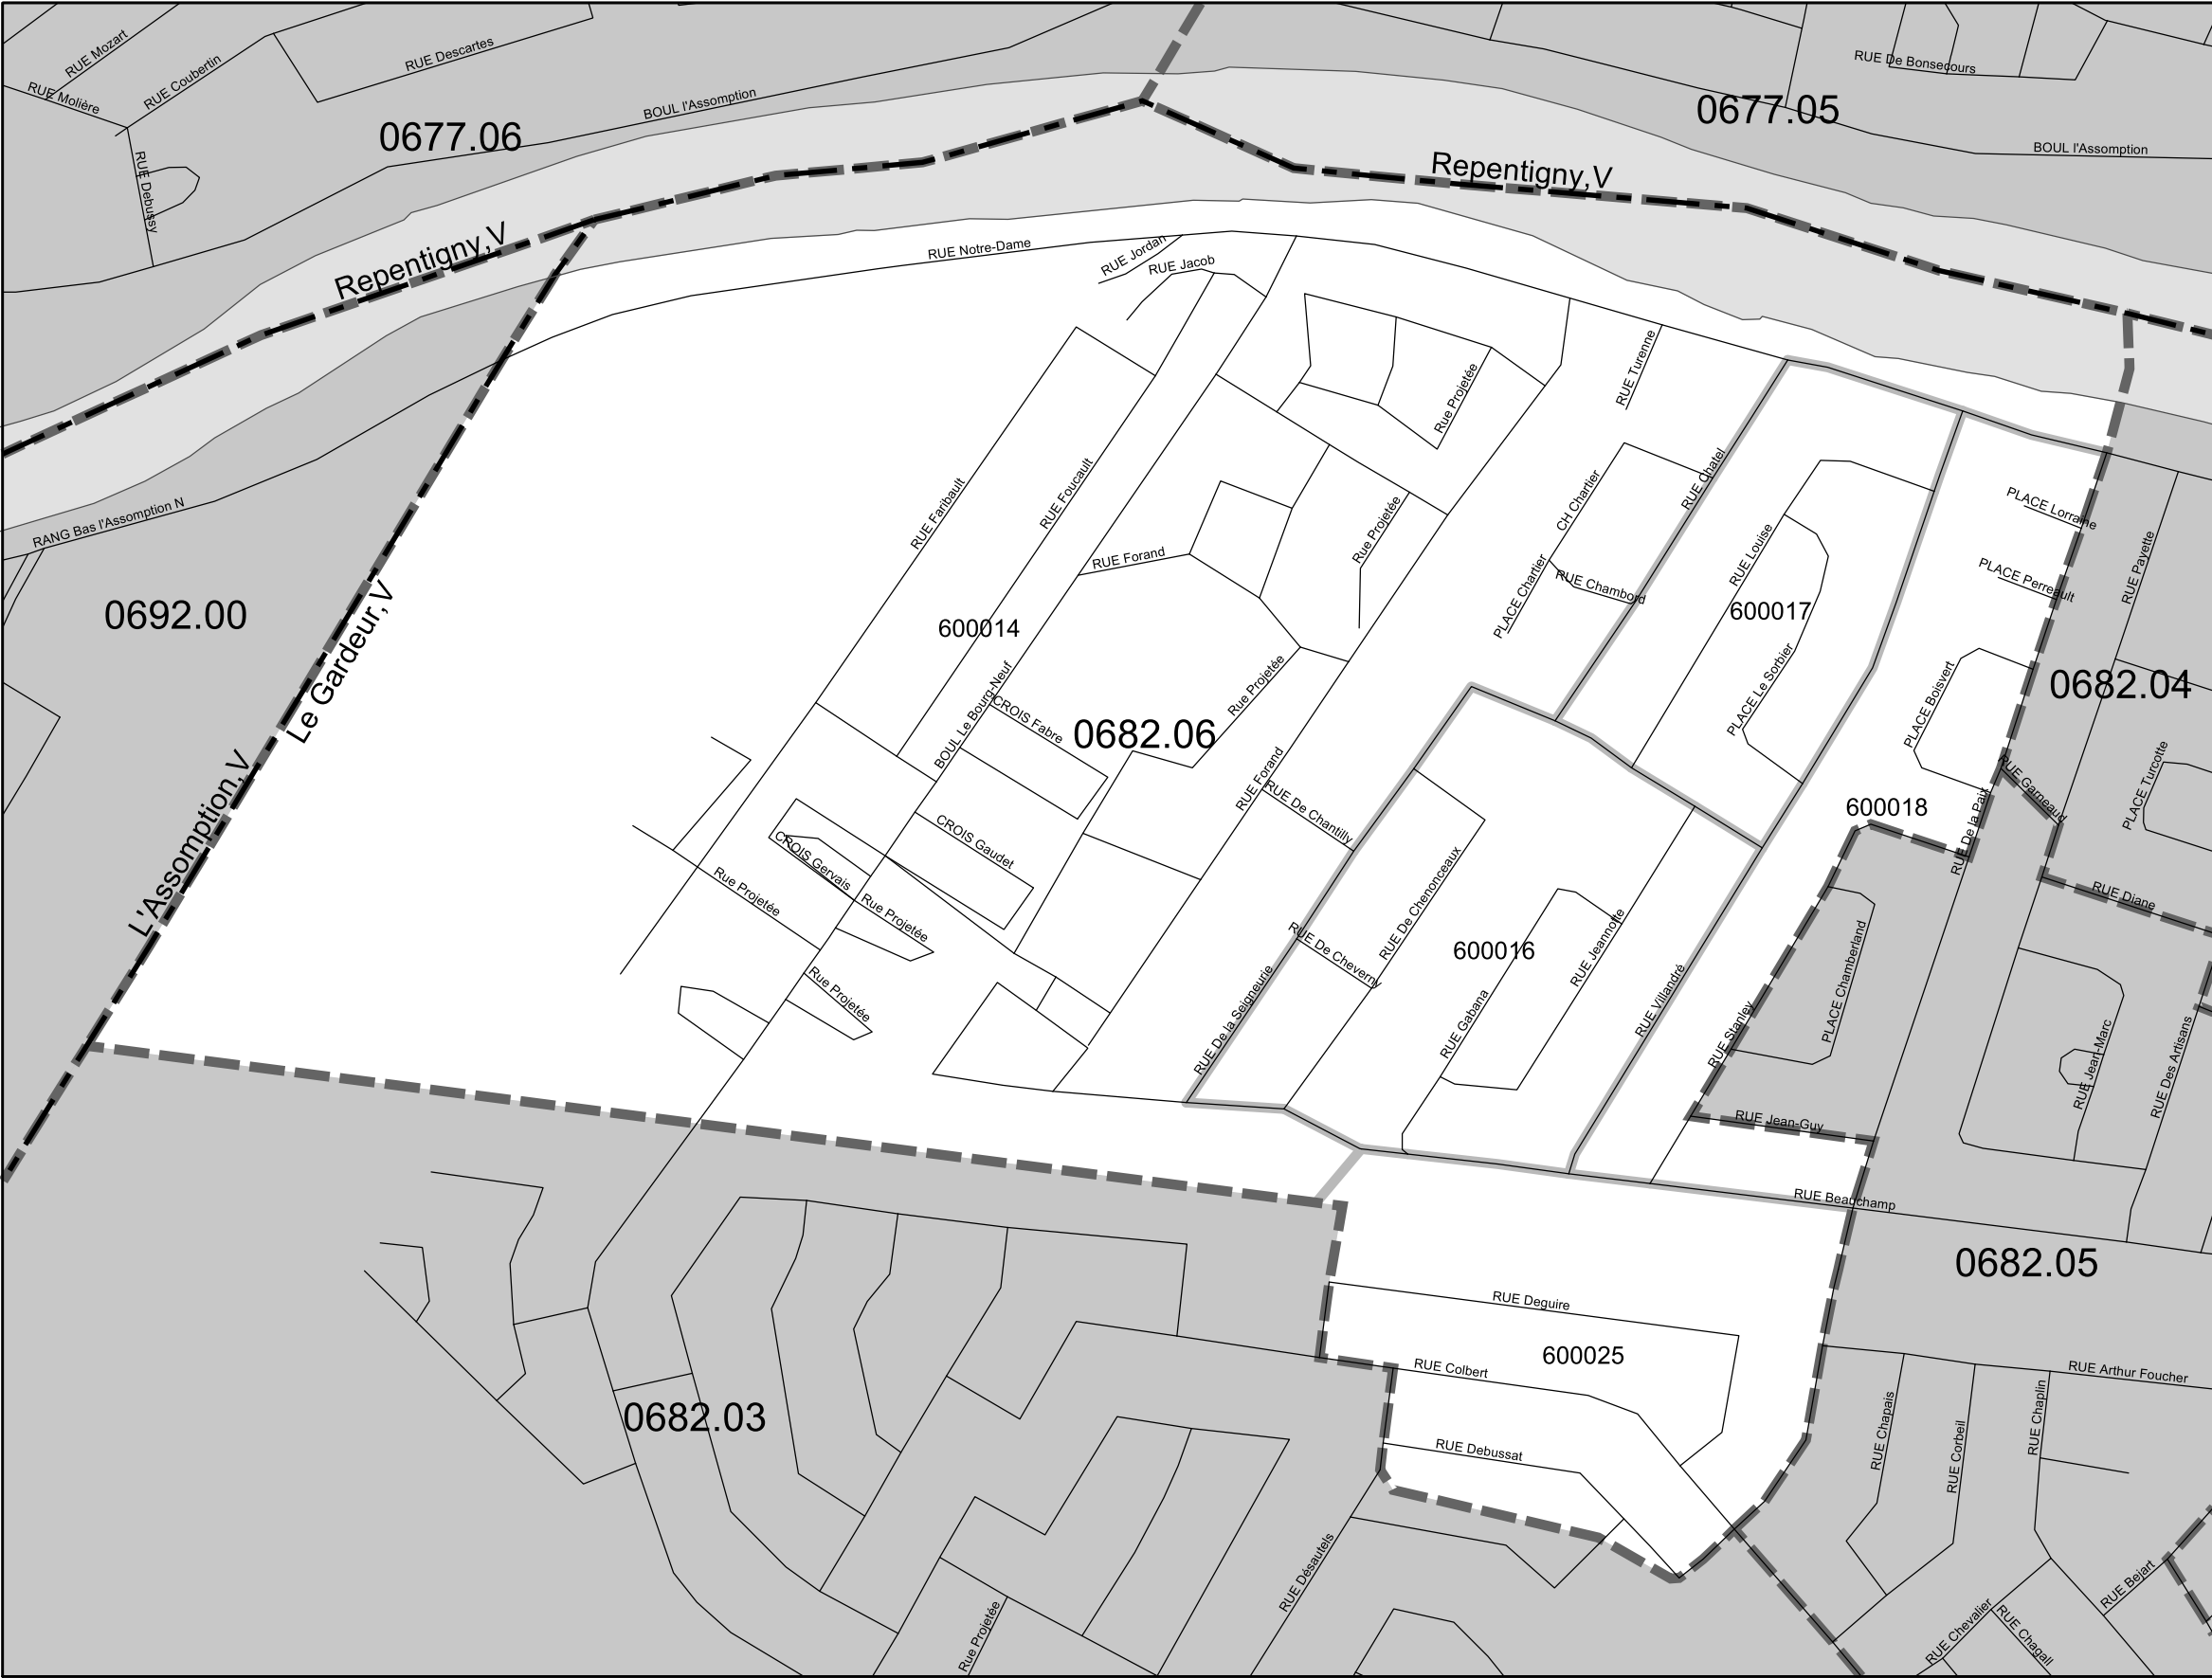 RUE Mozart
RUE Descartes
RUE Coubertin
RUE Molière
BOUL l'Assomption
RUE De Bonsecours
0677.06
0677.05
BOUL l'Assomption
RUE Debussy
Repentigny,V
Repentigny,V
RUE Notre-Dame
RUE Jordan
RUE Jacob
RUE Turenne
Rue Projetée
RUE Faribault
RUE Foucault
RUE Chatel
CH Chartier
PLACE Lorraine
RANG Bas l'Assomption N
Rue Projetée
RUE Forand
RUE Louise
RUE Payette
PLACE Chartier
RUE Chambord
PLACE Perreault
0692.00
Le Gardeur,V
600014
600017
PLACE Le Sorbier
PLACE Boisvert
0682.04
BOUL Le Bourg-Neuf
CROIS Fabre
Rue Projetée
0682.06
RUE Forand
RUE De Chantilly
600018
RUE Garneau
PLACE Turcotte
L'Assomption,V
CROIS Gaudet
CROIS Gervais
Rue Projetée
Rue Projetée
RUE De la Paix
RUE Diane
RUE De Chenonceaux
RUE De Cheverny
600016
RUE Jeannotte
PLACE Chamberland
Rue Projetée
RUE De la Seigneurie
RUE Gabana
RUE Villandré
RUE Stanley
RUE Jean-Marc
RUE Des Artisans
RUE Jean-Guy
RUE Beauchamp
0682.05
RUE Deguire
600025
RUE Colbert
RUE Arthur Foucher
0682.03
RUE Debussat
RUE Chapais
RUE Corbeil
RUE Chaplin
RUE Désautels
RUE Bejart
Rue Projetée
RUE Chevalier
RUE Chagall